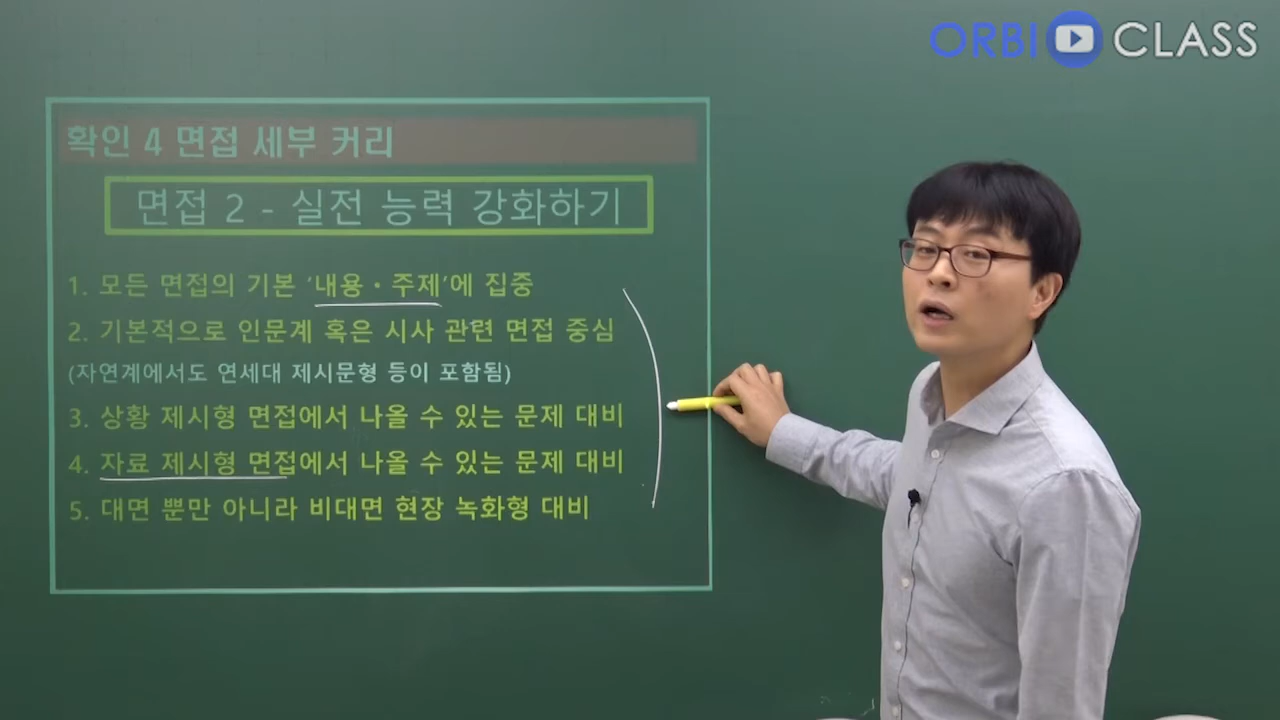 ORBI CLASS
확인 4 면접 세부 커리
면접 2 - 실전 능력 강화하기
1. 모든 면접의 기본 '내용·주제'에 집중
2. 기본적으로 인문계 혹은 시사 관련 면접 중심
(자연계에서도 연세대 제시문형 등이 포함됨)
3. 상황 제시형 면접에서 나올 수 있는 문제 대비
4. 자료 제시형 면접에서 나올 수 있는 문제 대비
5. 대면 뿐만 아니라 비대면 현장 녹화형 대비